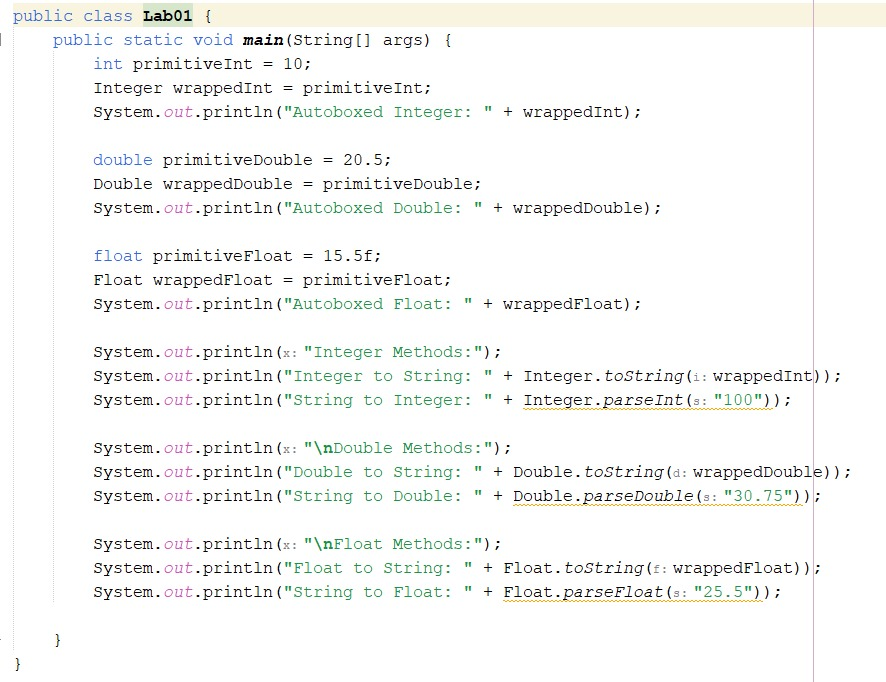 public class Lab01 {
public static void main(String[] args) {
int primitiveInt = 10;
Integer wrappedInt = primitiveInt;
System.out.println("Autoboxed Integer: " + wrappedInt);
double primitiveDouble = 20.5;
Double wrappedDouble = primitiveDouble;
System.out.println("Autoboxed Double: " + wrappedDouble);
float primitiveFloat = 15.5f;
Float wrappedFloat = primitiveFloat;
System.out.println("Autoboxed Float: " + wrappedFloat);
System.out.println(x: "Integer Methods:");
System.out.println("Integer to String: " + Integer.toString(i: wrappedInt));
System.out.println("String to Integer: " + Integer.parseInt(s: "100"));
System.out.println(x: "\nDouble Methods:");
System.out.println("Double to String: " + Double.toString(d: wrappedDouble));
System.out.println("String to Double: " + Double.parseDouble(s: "30.75"));
System.out.println(x: "\nFloat Methods:");
System.out.println("Float to String: " + Float.toString(f: wrappedFloat));
System.out.println("String to Float: " + Float.parseFloat(s: "25.5"));
}
}